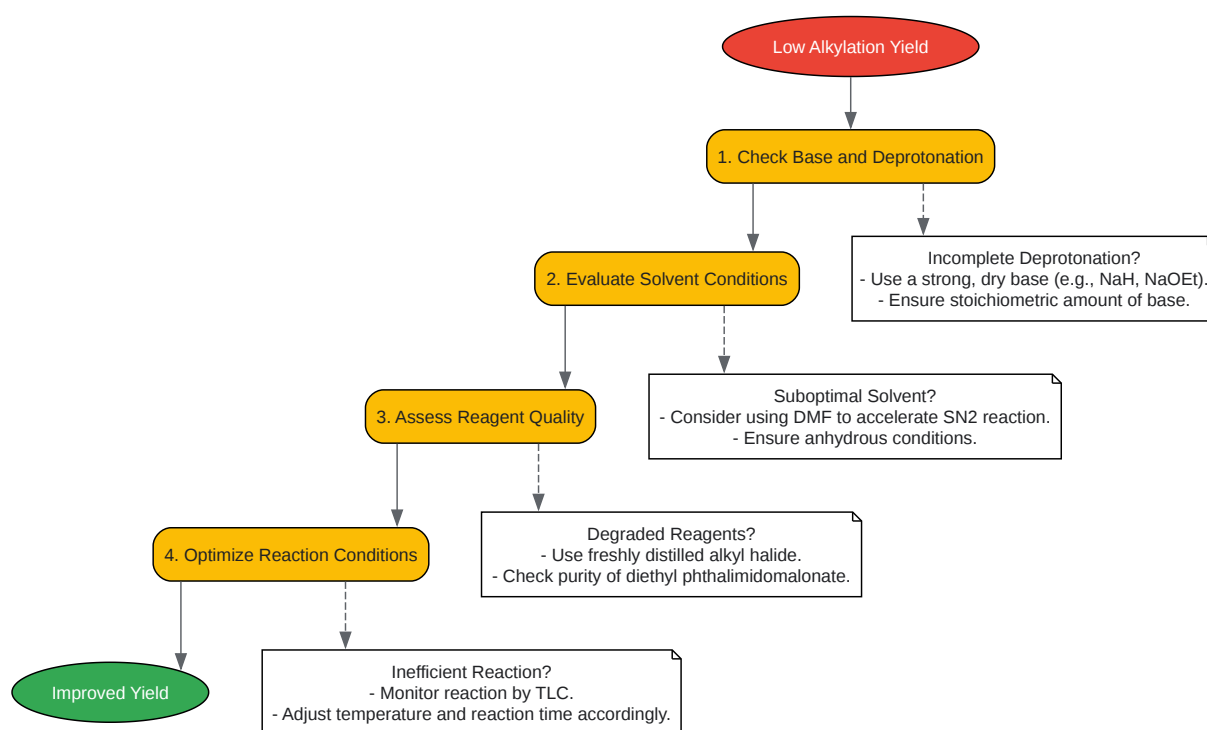 Low Alkylation Yield
1. Check Base and Deprotonation
Incomplete Deprotonation?
- Use a strong, dry base (e.g., NaH, NaOEt).
- Ensure stoichiometric amount of base.
2. Evaluate Solvent Conditions
Suboptimal Solvent?
- Consider using DMF to accelerate SN2 reaction.
- Ensure anhydrous conditions.
3. Assess Reagent Quality
Degraded Reagents?
- Use freshly distilled alkyl halide.
- Check purity of diethyl phthalimidomalonate.
4. Optimize Reaction Conditions
Inefficient Reaction?
- Monitor reaction by TLC.
- Adjust temperature and reaction time accordingly.
Improved Yield